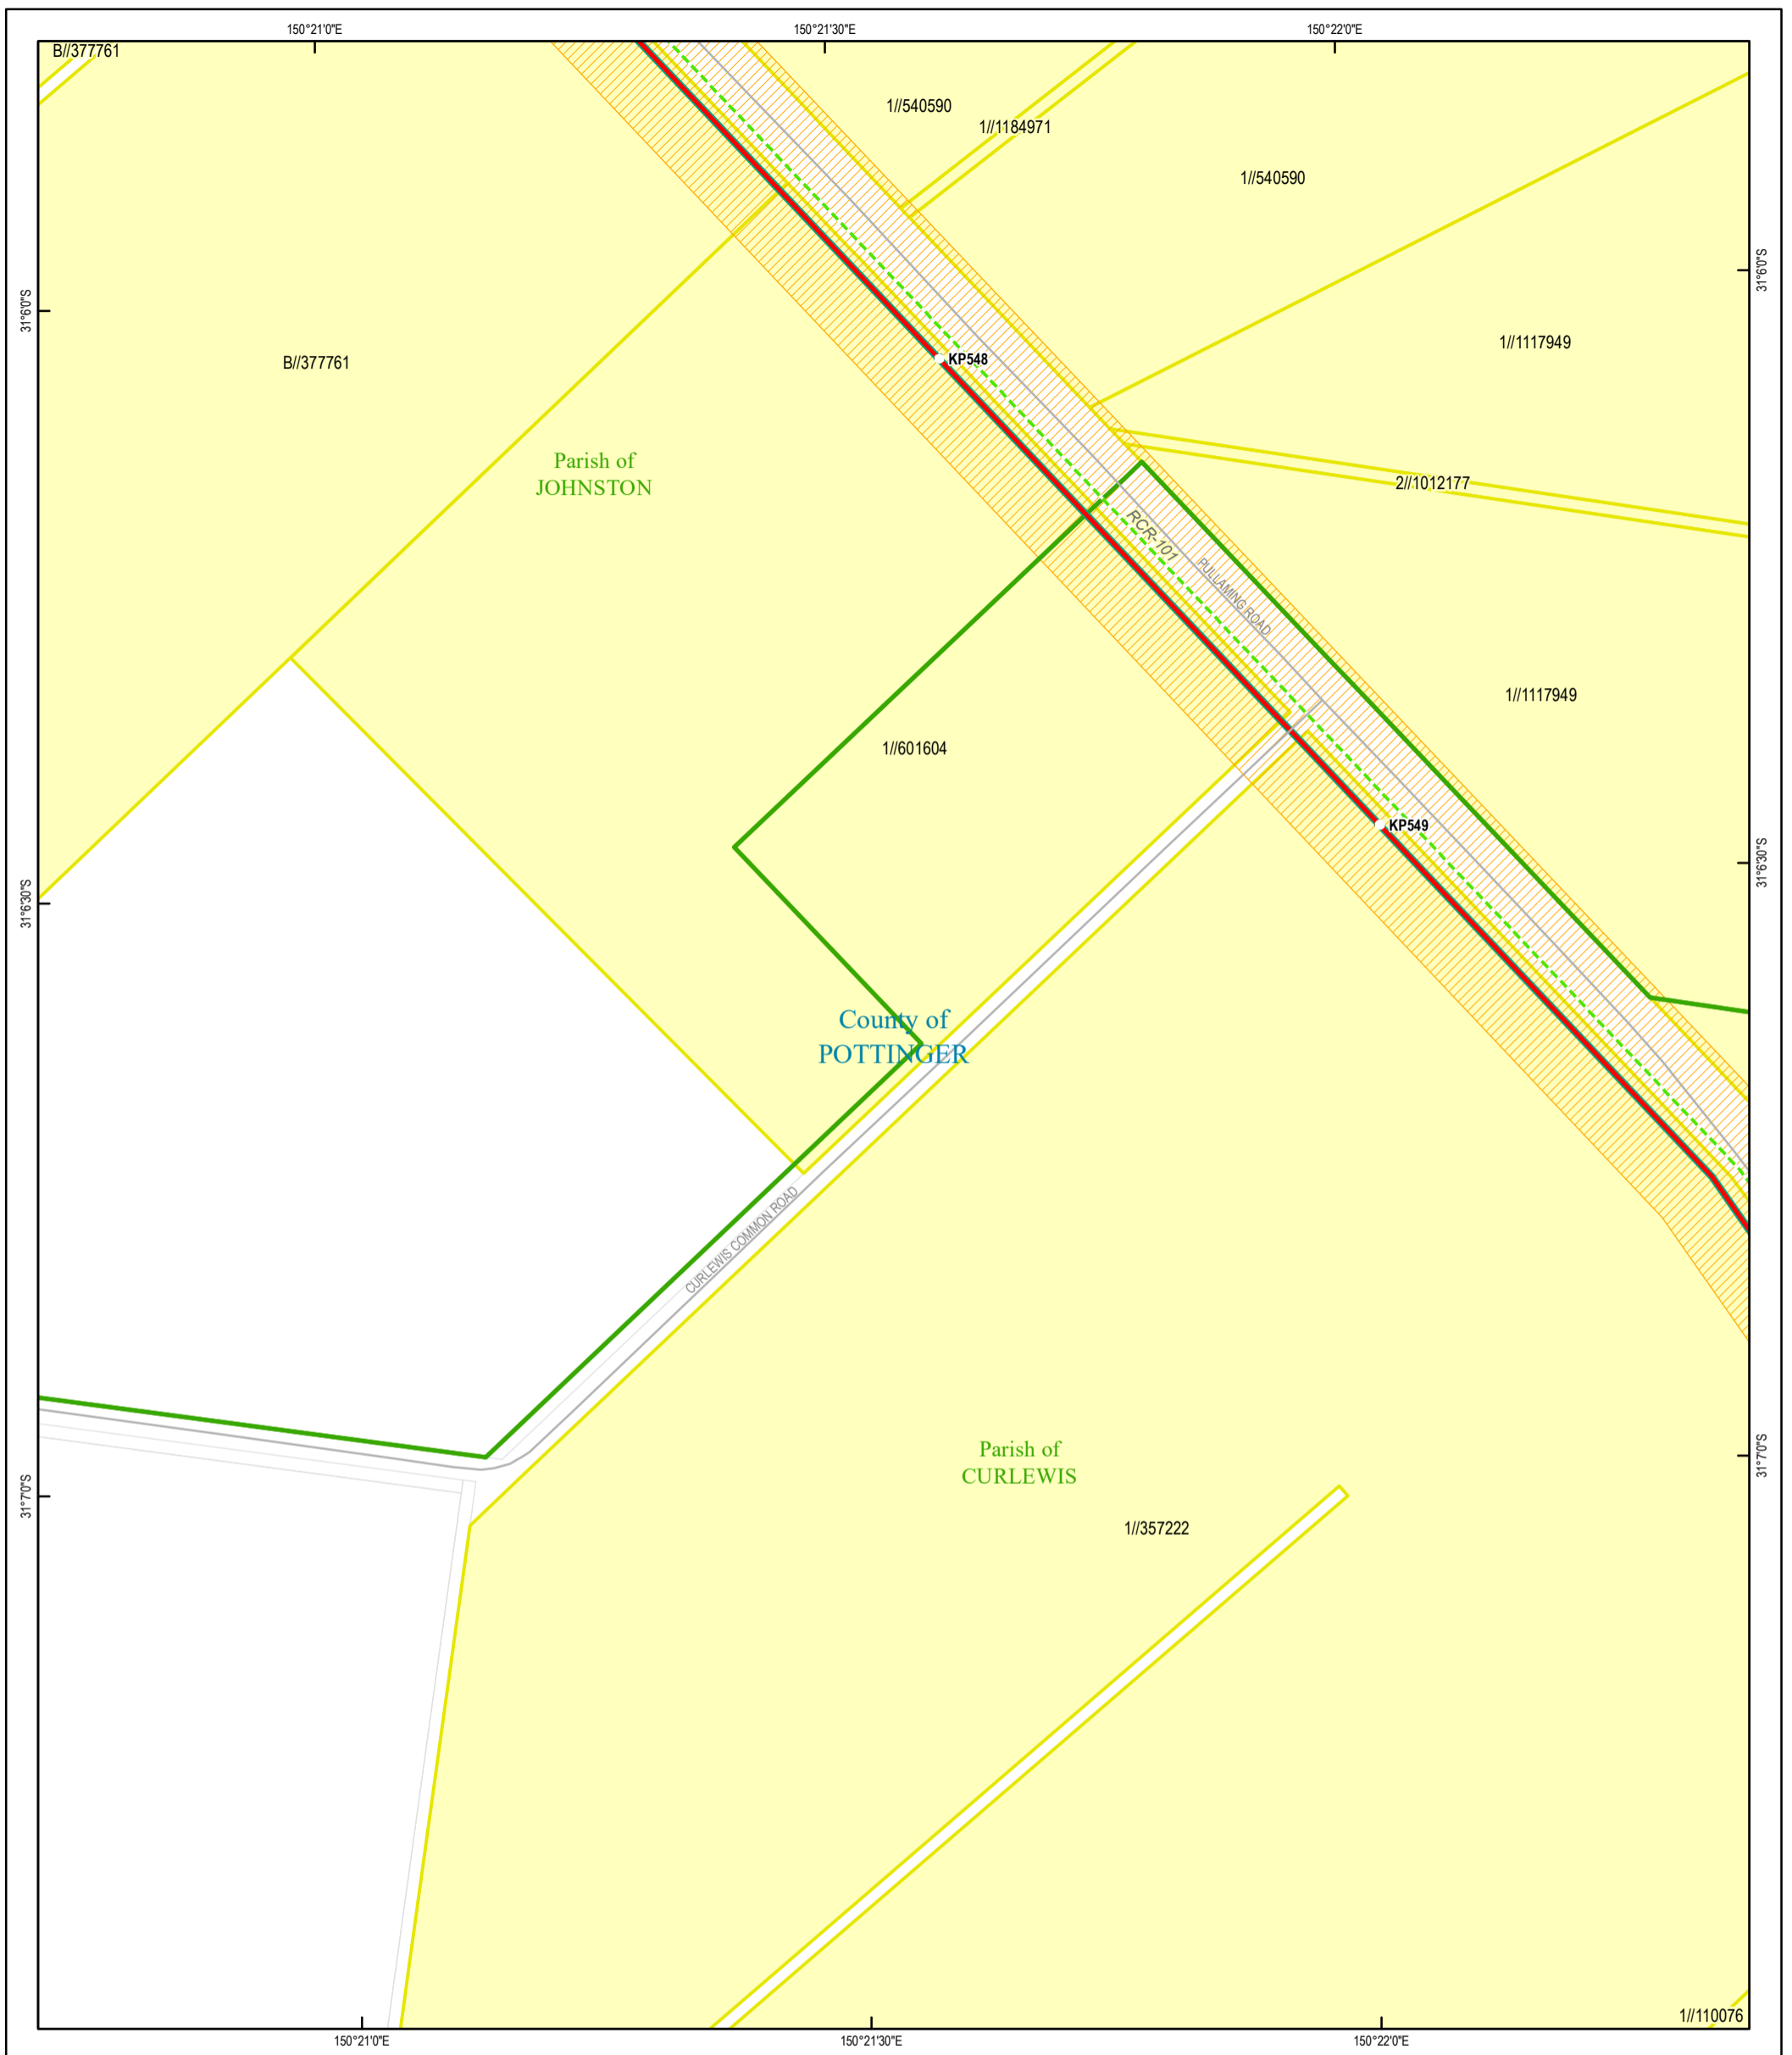 150°21'0"E
150°21'30"E
150°22'0"E
B//377761
1//540590
1//1184971
1//540590
31°6'0"S
31°6'0"S
1//1117949
KP548
B//377761
Parish of
JOHNSTON
2//1012177
RCR-101
PULLAMING ROAD
1//1117949
1//601604
KP549
31°6'30"S
31°6'30"S
County of
POTTINGER
CURLEWIS COMMON ROAD
Parish of
CURLEWIS
31°7'0"S
31°7'0"S
1//357222
1//110076
150°21'0"E
150°21'30"E
150°22'0"E